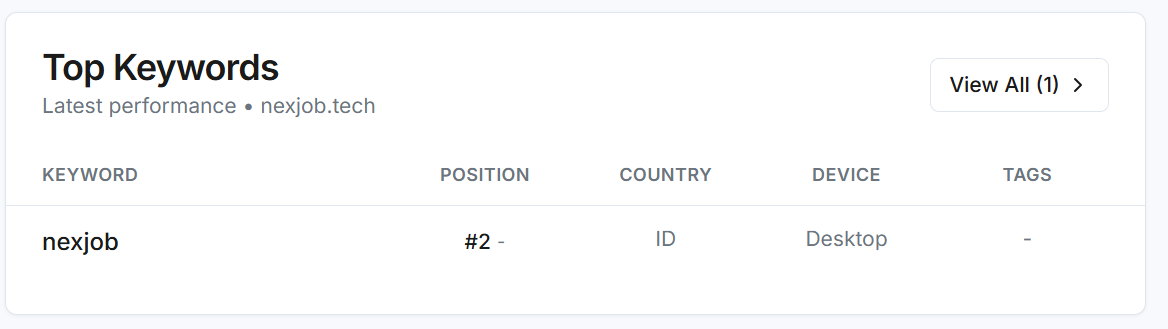 Top Keywords
Latest performance • nexjob.tech
View All (1)
KEYWORD POSITION COUNTRY DEVICE TAGS
nexjob #2 - ID Desktop -